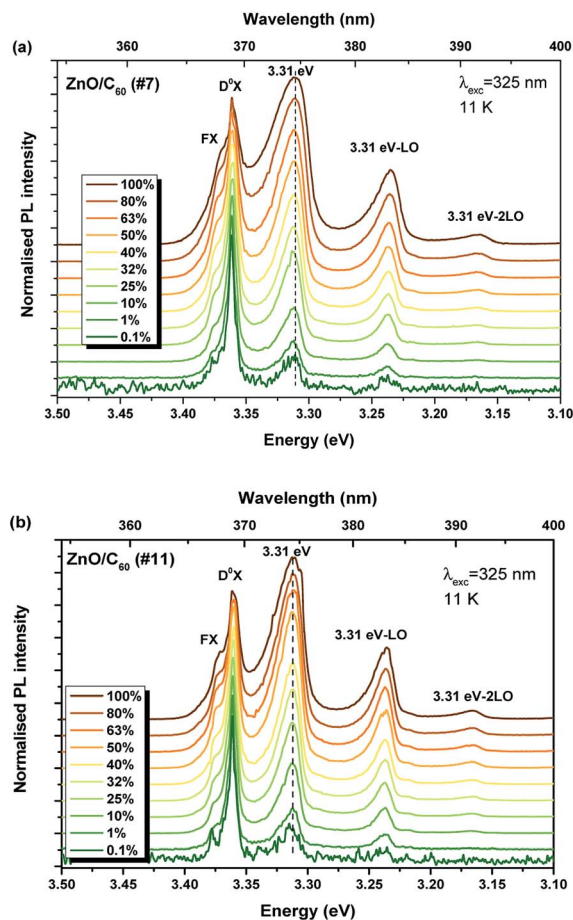 Wavelength (nm)
360 370 380 390 400
(a)
ZnO/C60 (#7)
3.31 eV
D0X
λexc=325 nm
11 K
FX
3.31 eV-LO
3.31 eV-2LO
100%
80%
63%
50%
40%
32%
25%
10%
1%
0.1%
Normalised PL intensity
3.50 3.45 3.40 3.35 3.30 3.25 3.20 3.15 3.10
Energy (eV)
Wavelength (nm)
360 370 380 390 400
(b)
ZnO/C60 (#11)
3.31 eV
D0X
λexc=325 nm
11 K
FX
3.31 eV-LO
3.31 eV-2LO
100%
80%
63%
50%
40%
32%
25%
10%
1%
0.1%
Normalised PL intensity
3.50 3.45 3.40 3.35 3.30 3.25 3.20 3.15 3.10
Energy (eV)